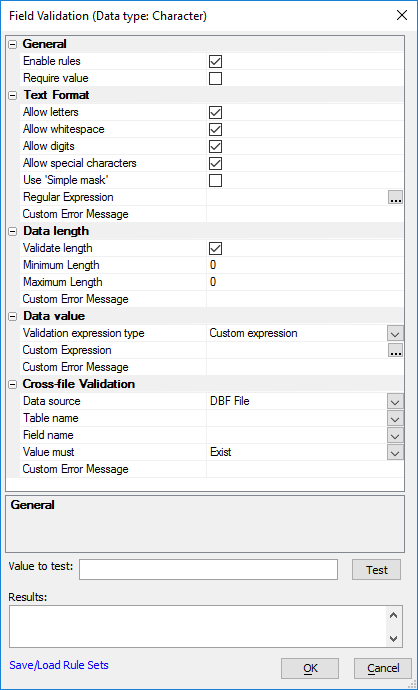 Field Validation (Data type: Character)
General
Enable rules
Require value
Text Format
Allow letters
Allow whitespace
Allow digits
Allow special characters
Use 'Simple mask'
Regular Expression ...
Custom Error Message
Data length
Validate length
Minimum Length 0
Maximum Length 0
Custom Error Message
Data value
Validation expression type Custom expression
Custom Expression ...
Custom Error Message
Cross-file Validation
Data source DBF File
Table name
Field name
Value must Exist
Custom Error Message
General
Value to test: Test
Results:
Save/Load Rule Sets OK Cancel